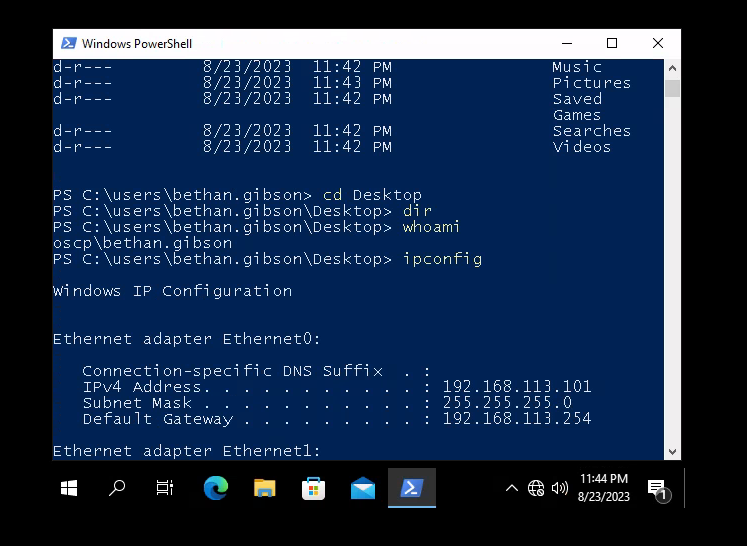 Windows PowerShell
d-r--- 8/23/2023 11:42 PM Music
d-r--- 8/23/2023 11:43 PM Pictures
d-r--- 8/23/2023 11:42 PM Saved
Games
d-r--- 8/23/2023 11:42 PM Searches
d-r--- 8/23/2023 11:42 PM Videos
PS C:\users\bethan.gibson> cd Desktop
PS C:\users\bethan.gibson\Desktop> dir
PS C:\users\bethan.gibson\Desktop> whoami
oscp\bethan.gibson
PS C:\users\bethan.gibson\Desktop> ipconfig
Windows IP Configuration
Ethernet adapter Ethernet0:
Connection-specific DNS Suffix . :
IPv4 Address. . . . . . . . . . . : 192.168.113.101
Subnet Mask . . . . . . . . . . . : 255.255.255.0
Default Gateway . . . . . . . . . : 192.168.113.254
Ethernet adapter Ethernet1:
11:44 PM
8/23/2023
1